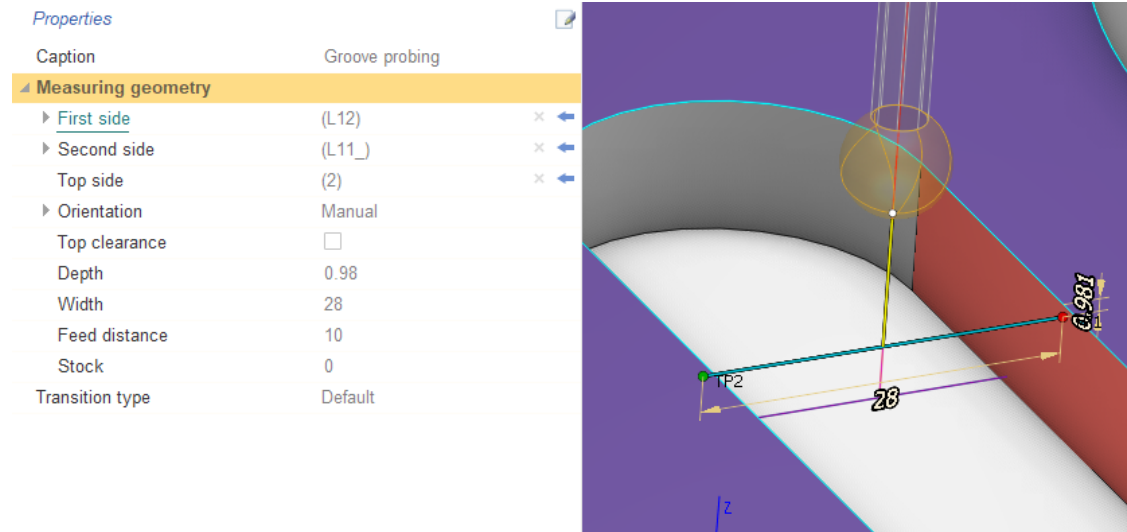 Properties
Caption Groove probing
Measuring geometry
First side (L12)
Second side (L11_)
Top side (2)
Orientation Manual
Top clearance
Depth 0.98
Width 28
Feed distance 10
Stock 0
Transition type Default
0.981
1
TP2
28
Z